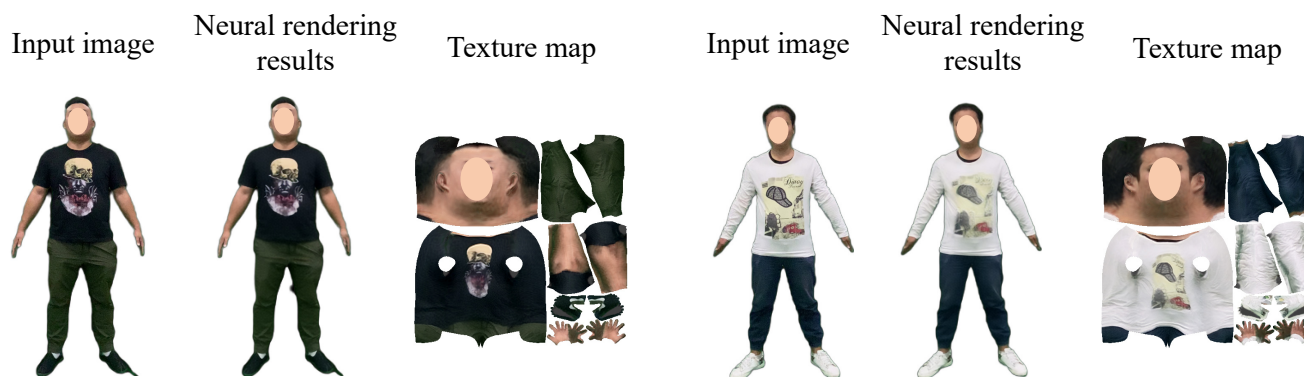 Input image
Neural rendering
results
Texture map
Input image
Neural rendering
results
Texture map